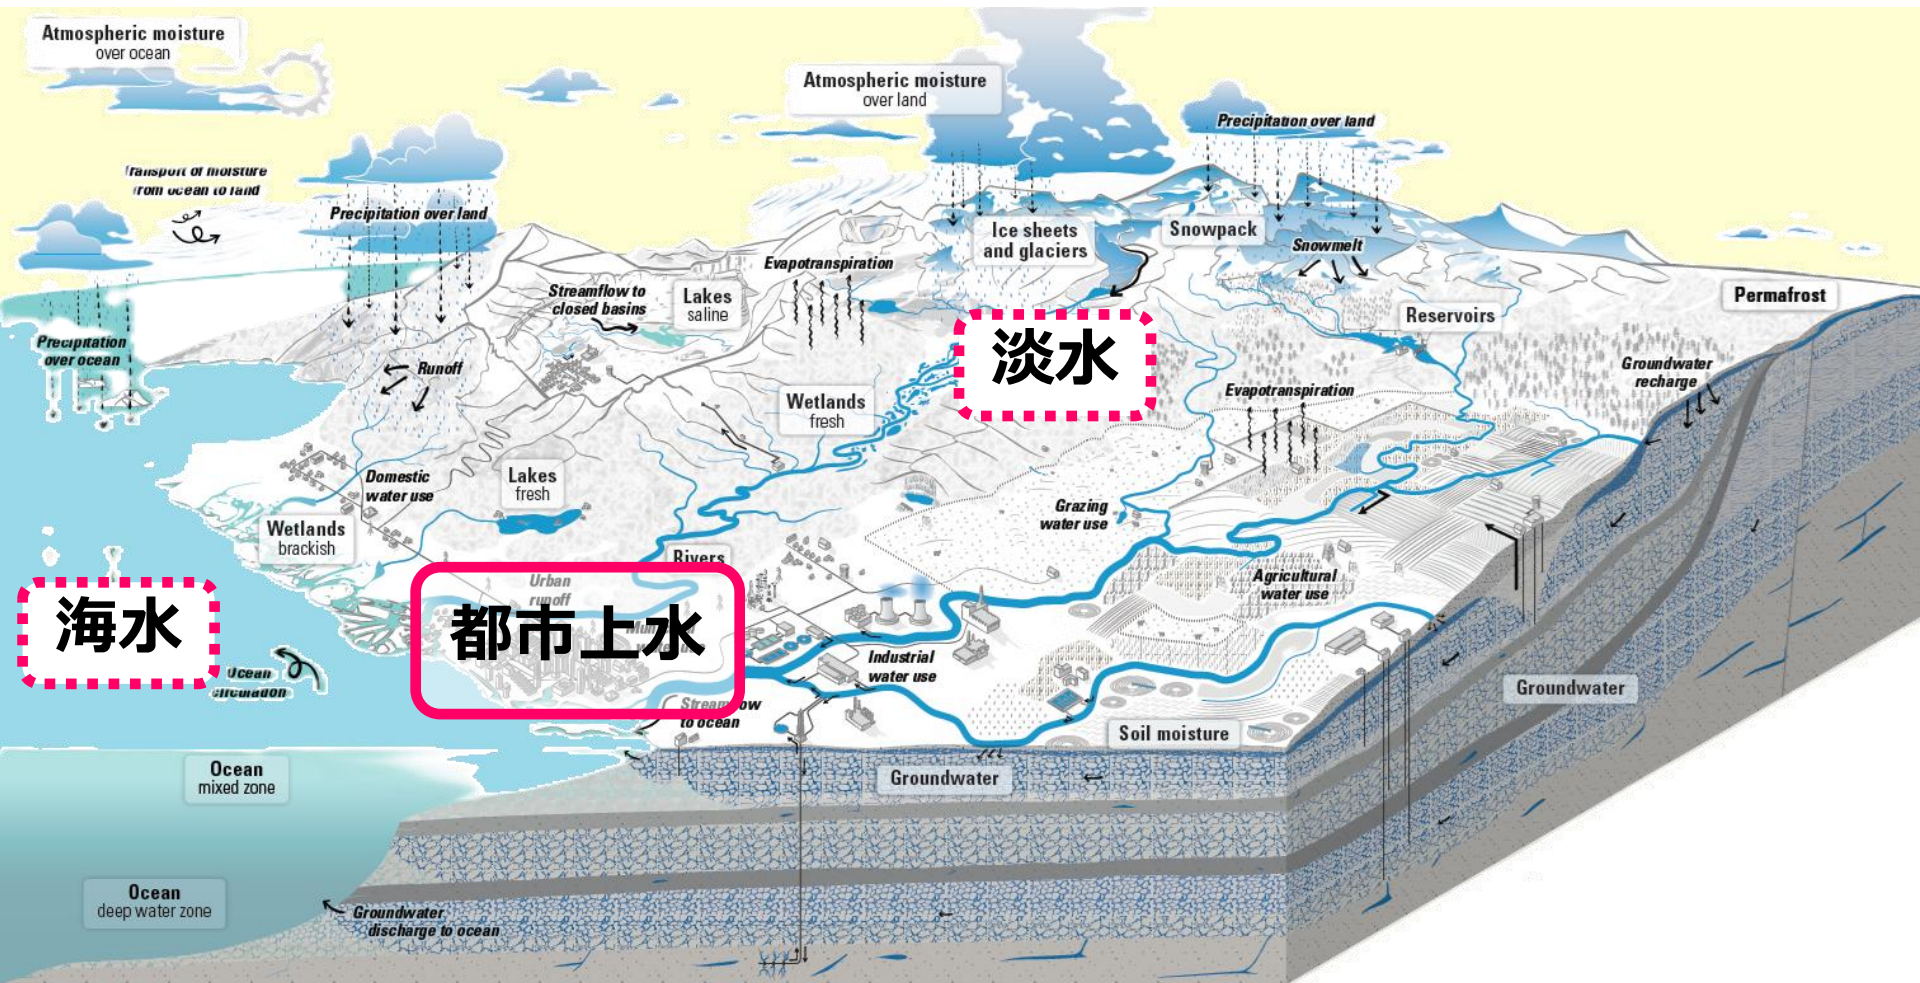 Atmospheric moisture
over ocean
Atmospheric moisture
over land
Precipitation over land
Transport of moisture
from ocean to land
Precipitation over land
Ice sheets
and glaciers
Snowpack
Snowmelt
Evapotranspiration
Streamflow to
closed basins
Lakes
saline
Permafrost
Reservoirs
Precipitation
over ocean
淡水
Runoff
Groundwater
recharge
Evapotranspiration
Wetlands
fresh
Domestic
water use
Lakes
fresh
Grazing
water use
Wetlands
brackish
Rivers
Urban
runoff
Agricultural
water use
海水
都市上水
Industrial
water use
Ocean
circulation
Groundwater
Streamflow
to ocean
Soil moisture
Ocean
mixed zone
Groundwater
Ocean
deep water zone
Groundwater
discharge to ocean